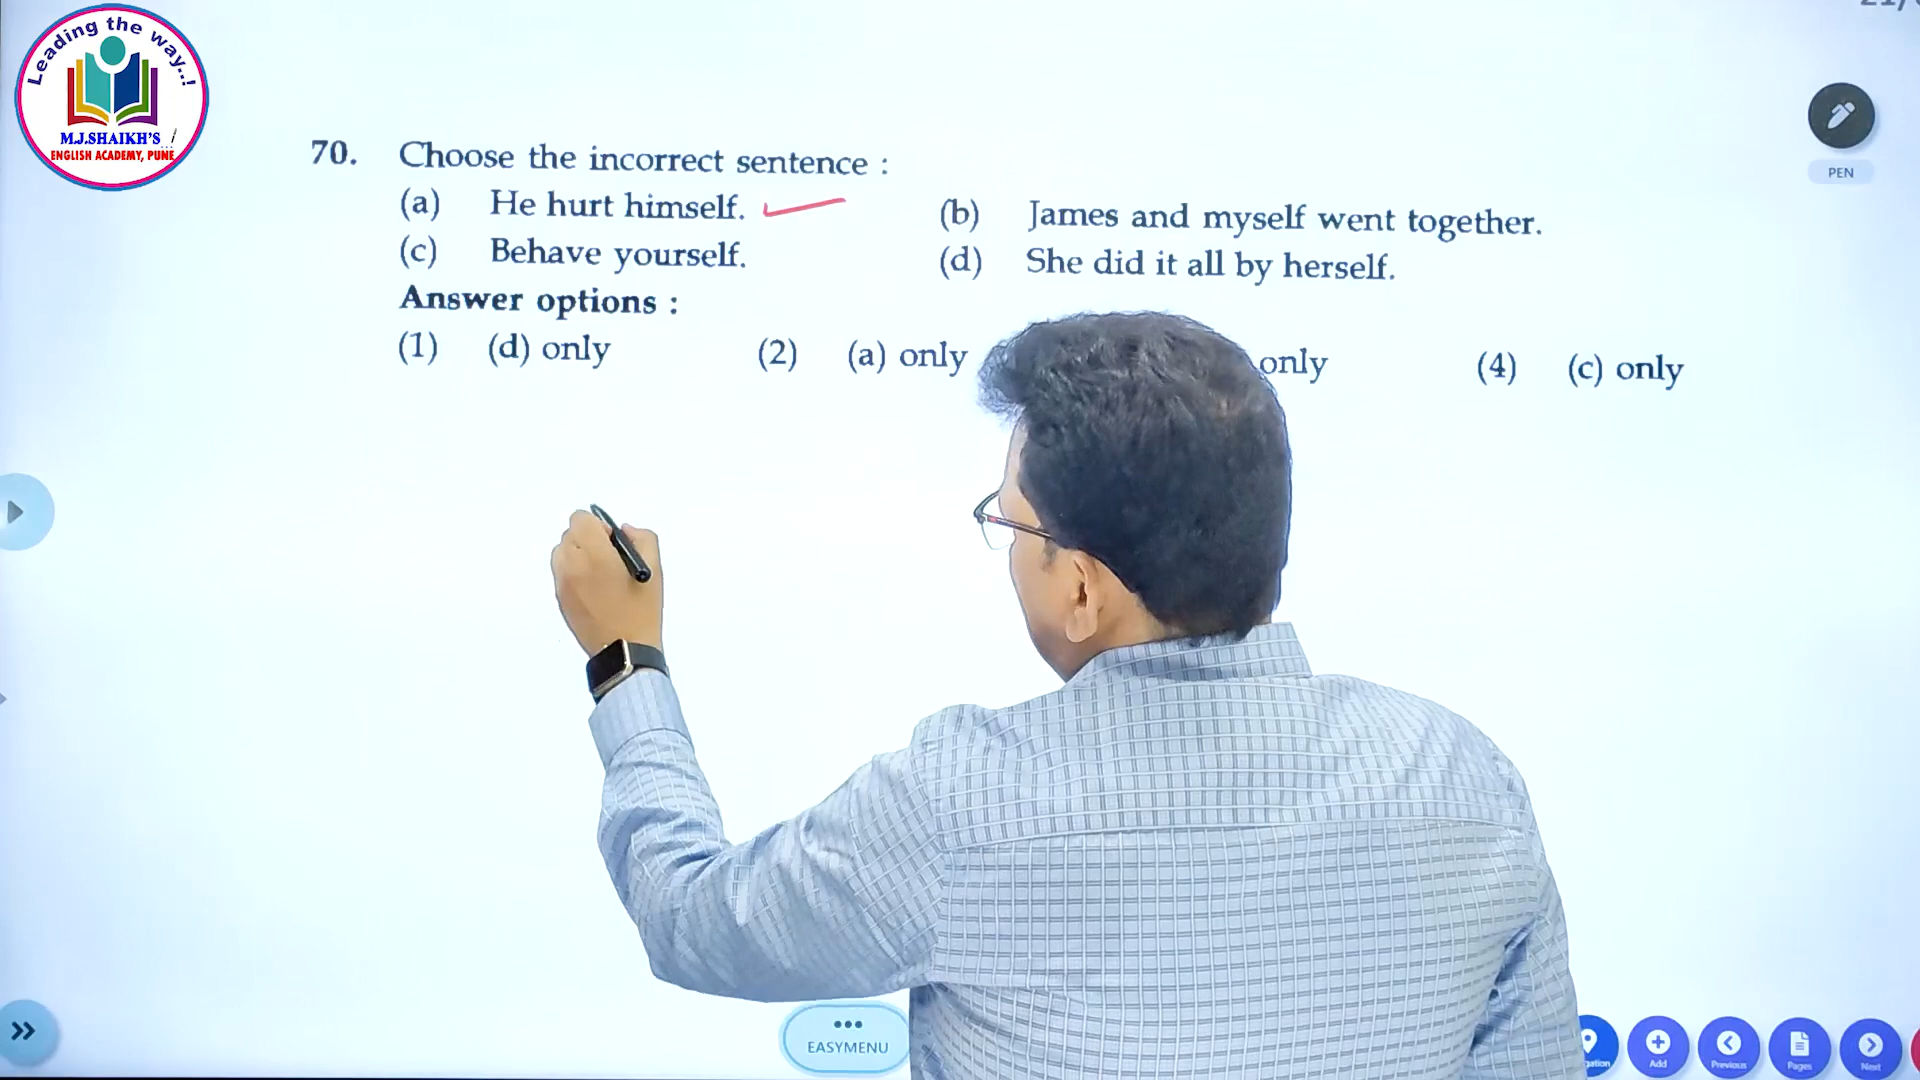 Leading the way..!
M.J.SHAIKH'S
ENGLISH ACADEMY, PUNE
PEN
70. Choose the incorrect sentence :
(a) He hurt himself. (b) James and myself went together.
(c) Behave yourself. (d) She did it all by herself.
Answer options :
(1) (d) only (2) (a) only only (4) (c) only
EASYMENU
Add Previous Pages Next